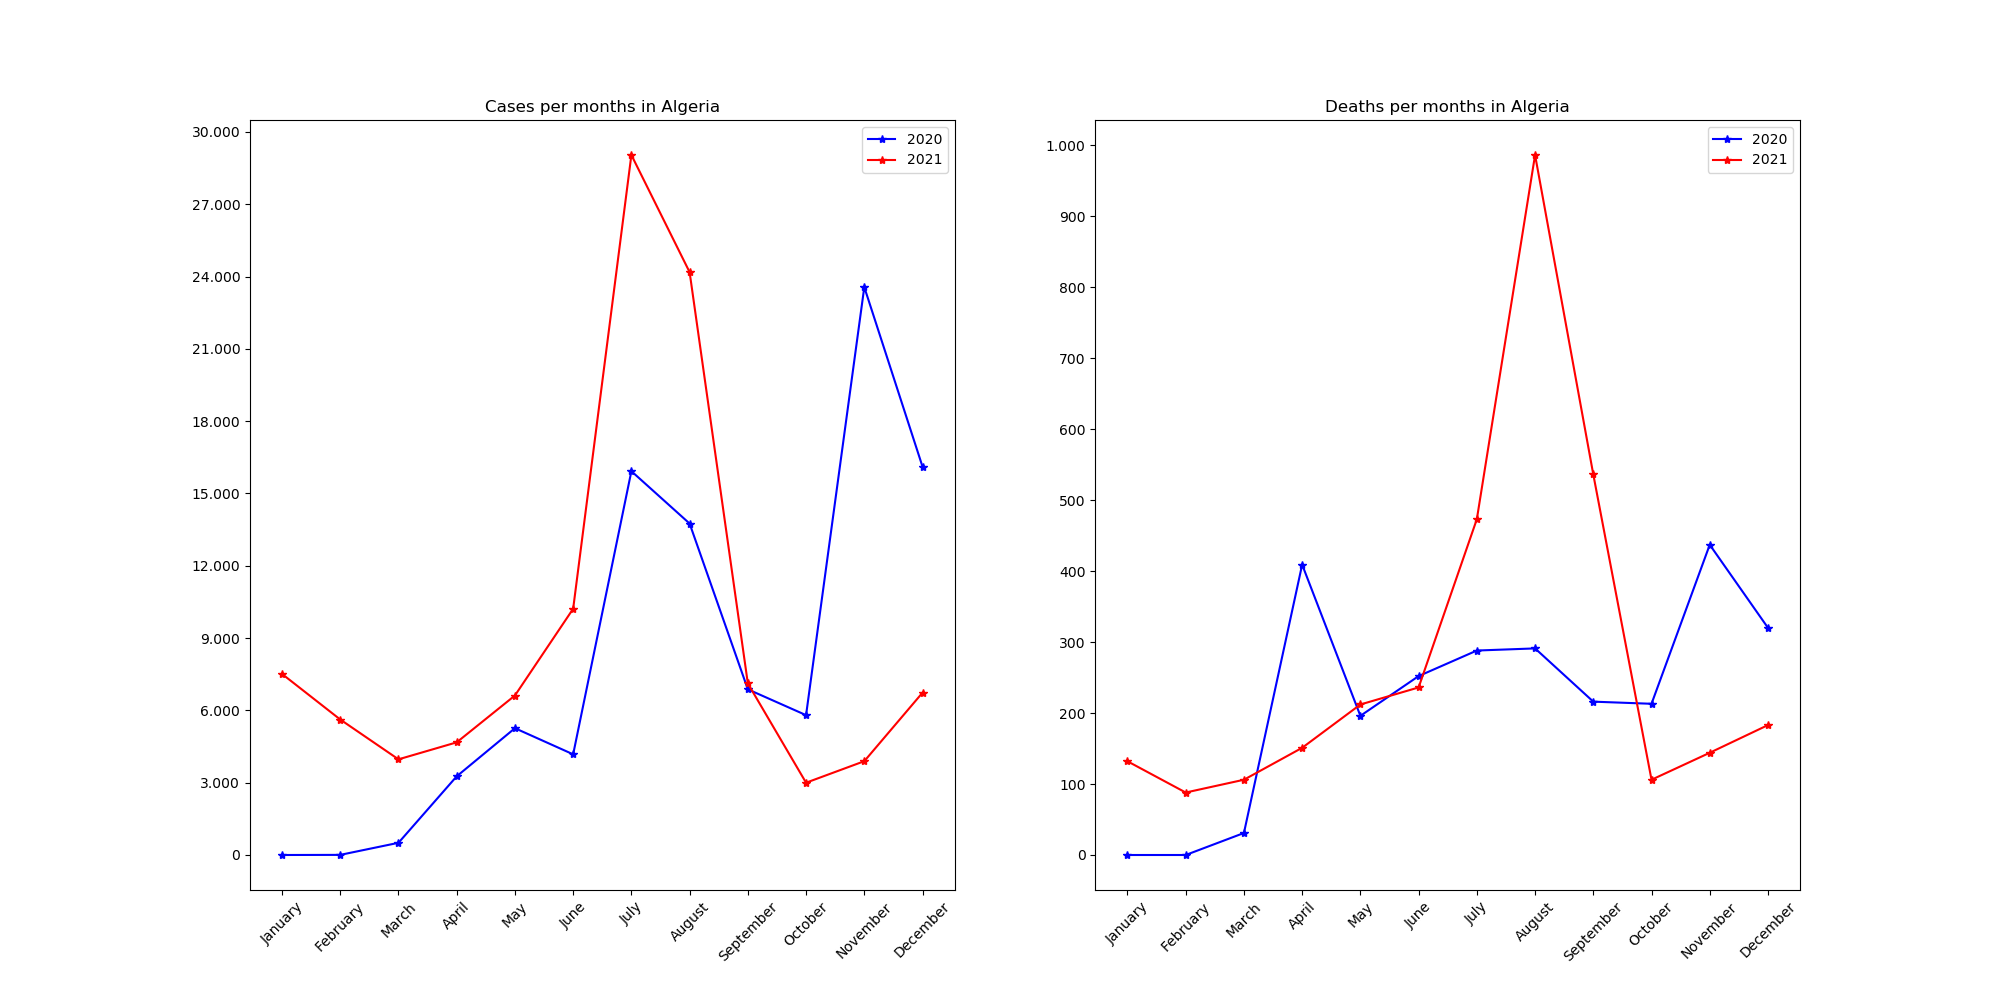 Cases per months in Algeria
30.000
27.000
24.000
21.000
18.000
15.000
12.000
9.000
6.000
3.000
0
2020
2021
January
February
March
April
May
June
July
August
September
October
November
December
Deaths per months in Algeria
1.000
900
800
700
600
500
400
300
200
100
0
2020
2021
January
February
March
April
May
June
July
August
September
October
November
December